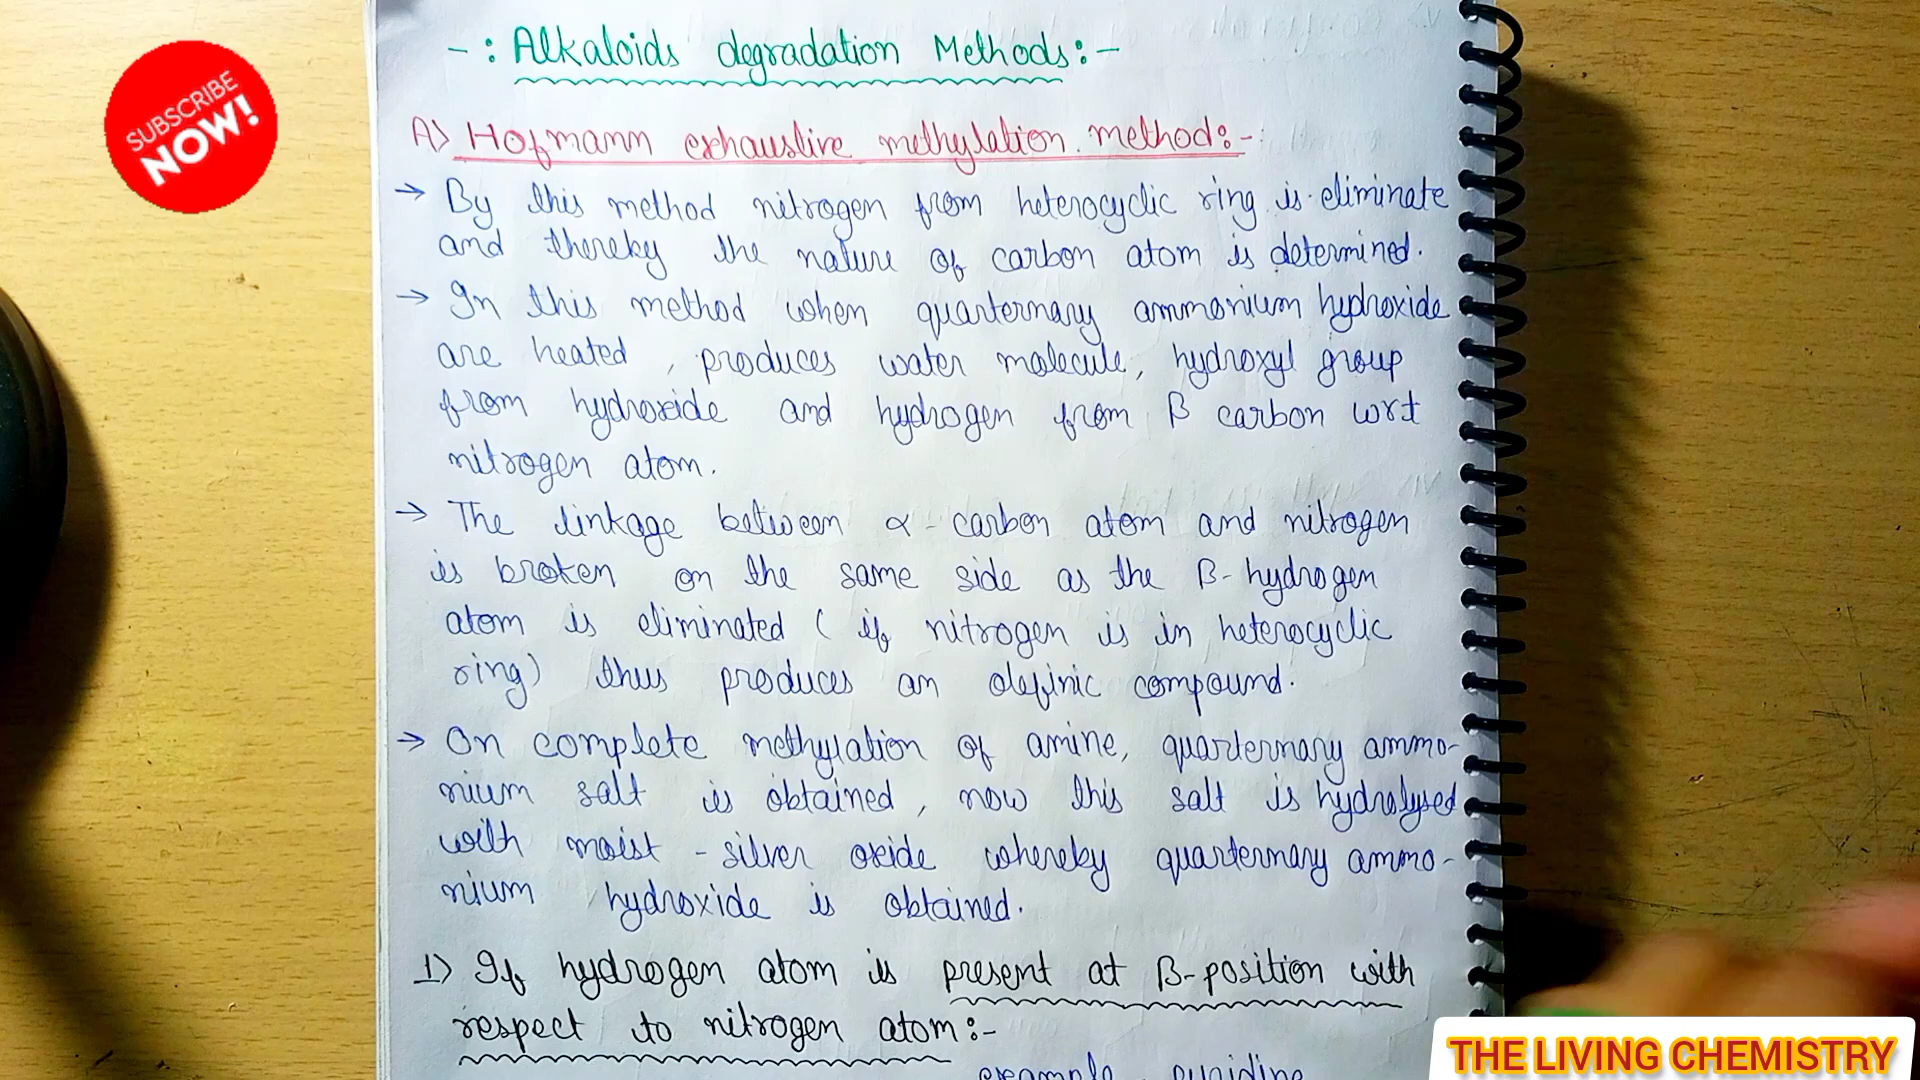 SUBSCRIBE
NOW!
-: Alkaloids degradation Methods:-
A> Hofmann exhaustive methylation method:-
→ By this method nitrogen from heterocyclic ring is eliminate
and thereby the nature of carbon atom is determined.
→ In this method when quarternary ammonium hydroxide
are heated, produces water molecule, hydroxyl group
from hydroxide and hydrogen from β carbon wrt
nitrogen atom.
→ The linkage between α-carbon atom and nitrogen
is broken on the same side as the β-hydrogen
atom is eliminated (if nitrogen is in heterocyclic
ring) thus produces an olefinic compound.
→ On complete methylation of amine, quarternary ammo-
nium salt is obtained, now this salt is hydrolysed
with moist-silver oxide whereby quarternary ammo-
nium hydroxide is obtained.
1) If hydrogen atom is present at β-position with
respect to nitrogen atom:-
example
THE LIVING CHEMISTRY